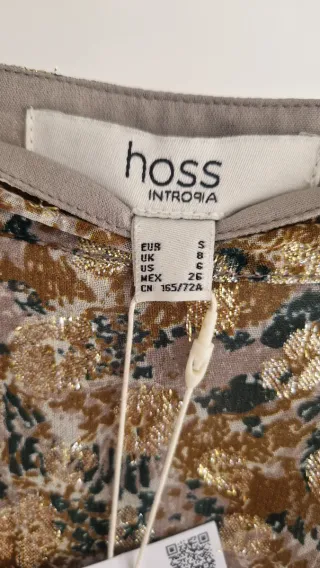 hoss
INTROPIA
EUR S
UK 8
US 6
MEX 26
CN 165/72A